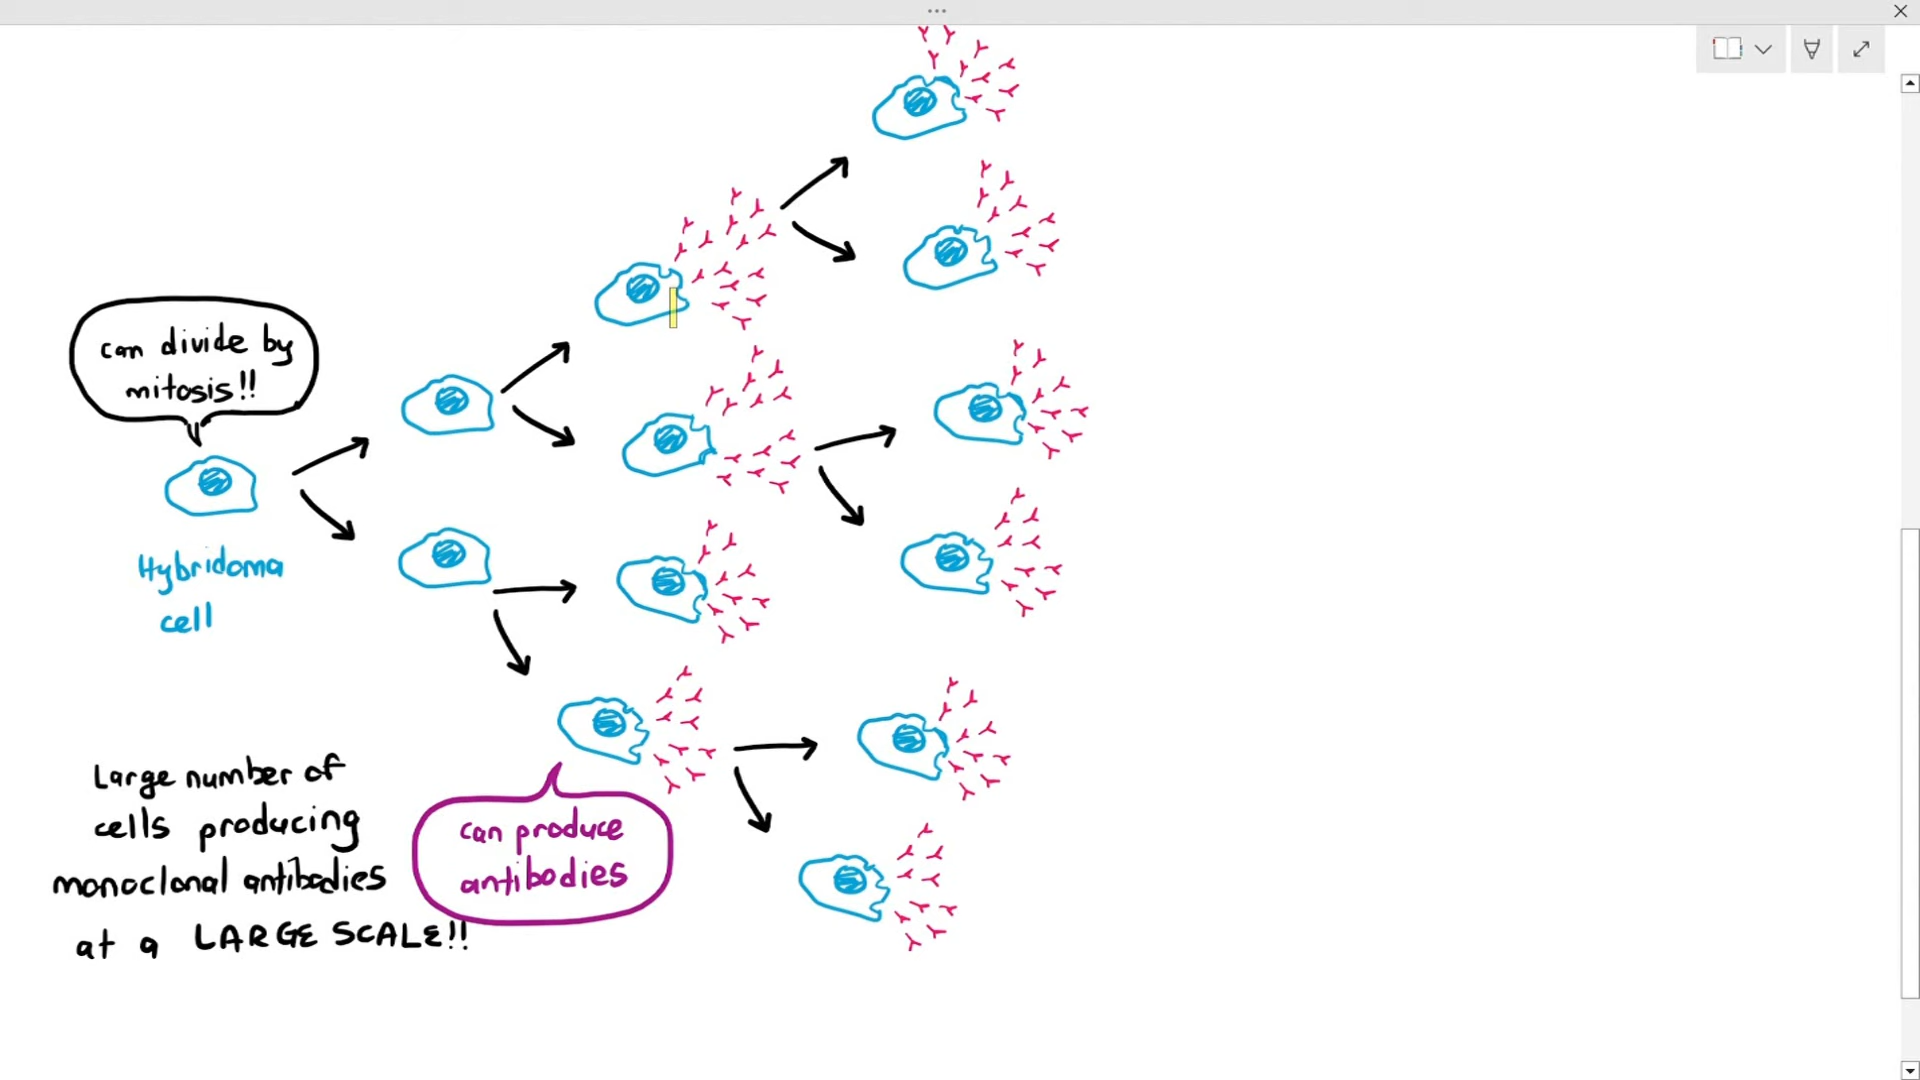 can divide by
mitosis!!
Hybridoma
cell
Large number of
cells producing
monoclonal antibodies
at a LARGE SCALE!!
can produce
antibodies